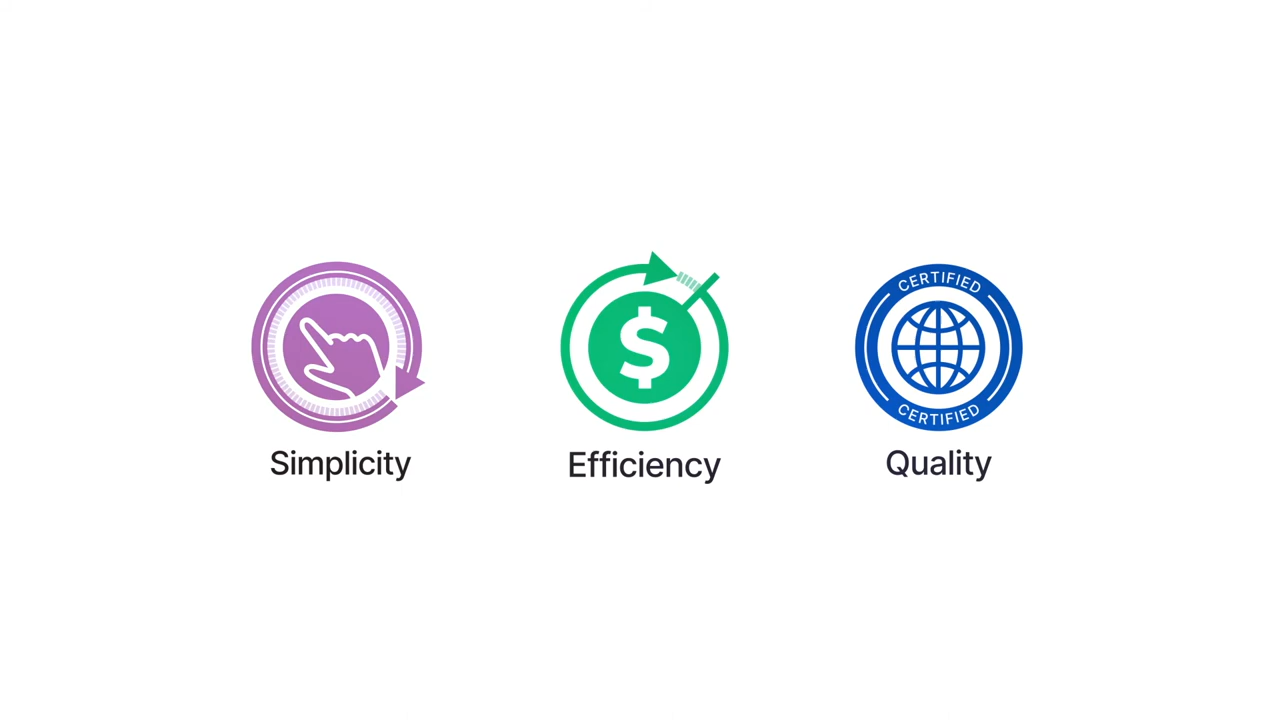 CERTIFIED
$
CERTIFIED
Simplicity
Efficiency
Quality